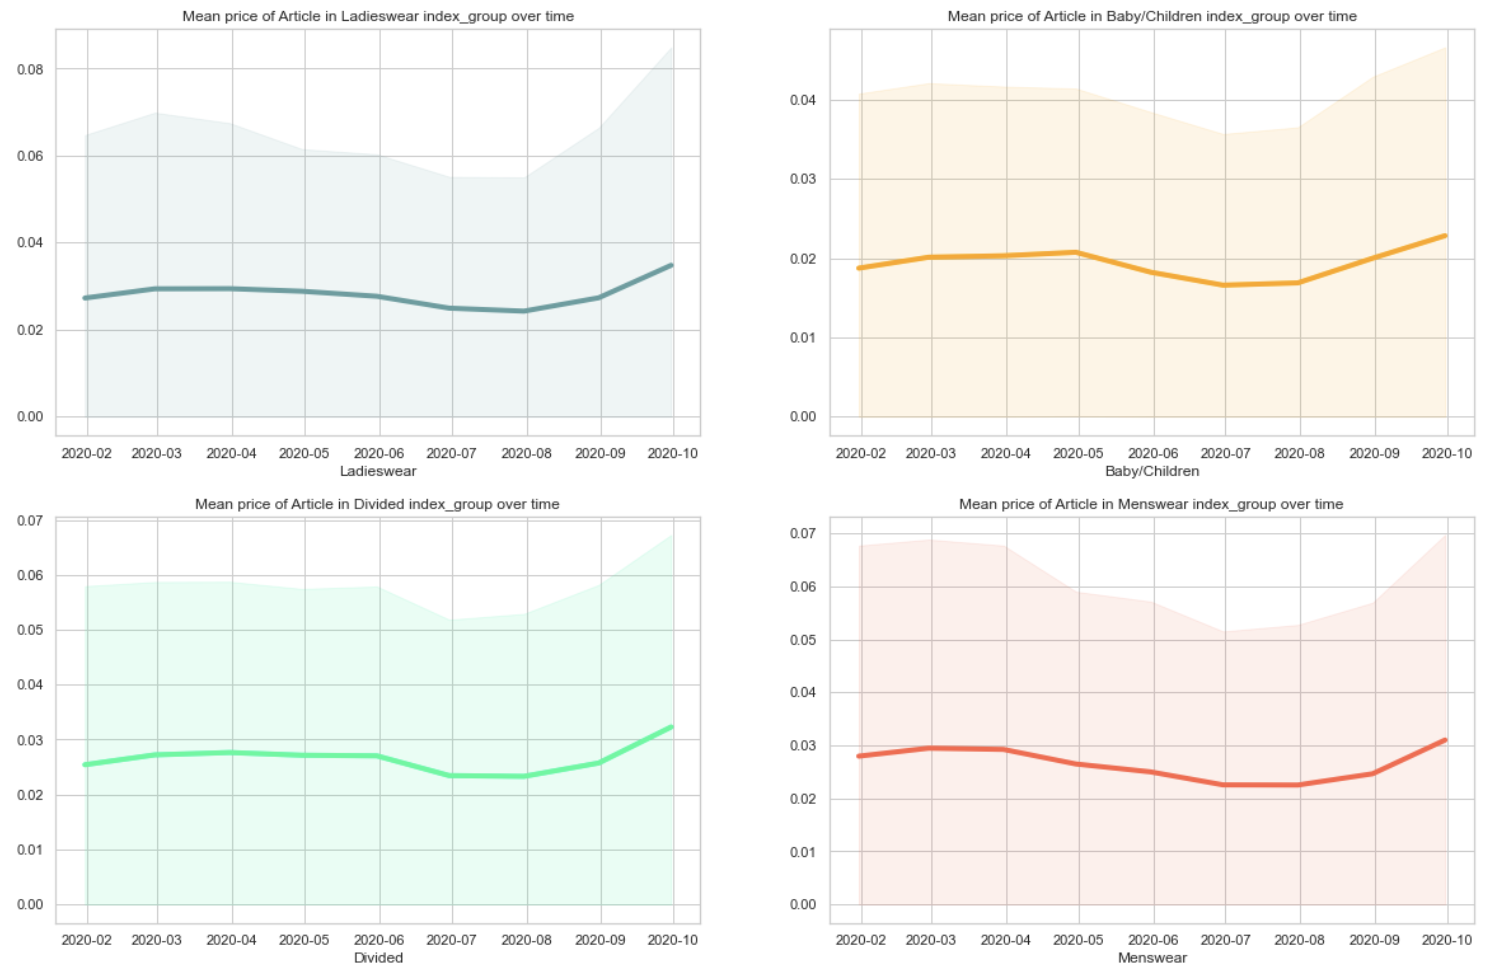 Mean price of Article in Ladieswear index_group over time
0.08
0.06
0.04
0.02
0.00
2020-02 2020-03 2020-04 2020-05 2020-06 2020-07 2020-08 2020-09 2020-10
Ladieswear
Mean price of Article in Baby/Children index_group over time
0.04
0.03
0.02
0.01
0.00
2020-02 2020-03 2020-04 2020-05 2020-06 2020-07 2020-08 2020-09 2020-10
Baby/Children
Mean price of Article in Divided index_group over time
0.07
0.06
0.05
0.04
0.03
0.02
0.01
0.00
2020-02 2020-03 2020-04 2020-05 2020-06 2020-07 2020-08 2020-09 2020-10
Divided
Mean price of Article in Menswear index_group over time
0.07
0.06
0.05
0.04
0.03
0.02
0.01
0.00
2020-02 2020-03 2020-04 2020-05 2020-06 2020-07 2020-08 2020-09 2020-10
Menswear